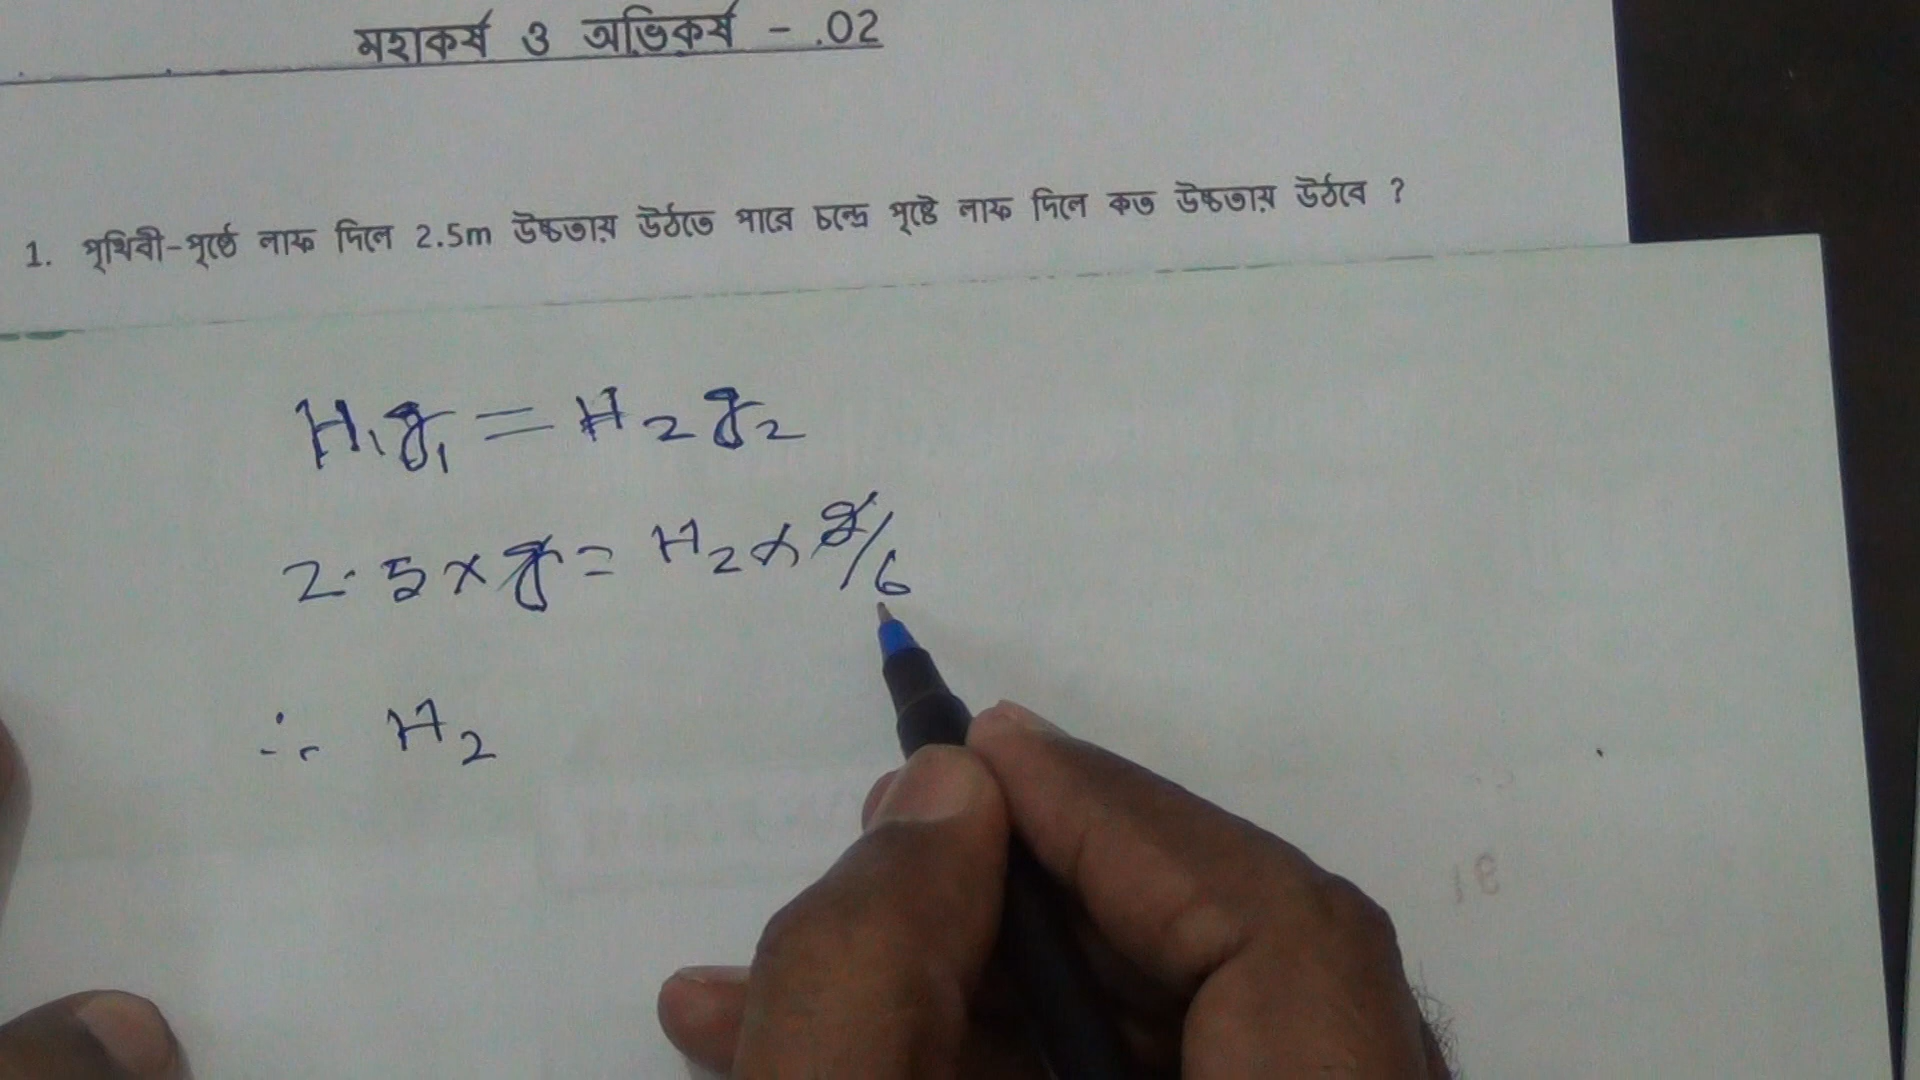 মহাকর্ষ ও অভিকর্ষ - .02
1. পৃথিবী-পৃষ্ঠে লাফ দিলে 2.5m উচ্চতায় উঠতে পারে চন্দ্রে পৃষ্টে লাফ দিলে কত উচ্চতায় উঠবে ?
H₁g₁ = H₂g₂
2.5 × g = H₂ × g/6
∴ H₂